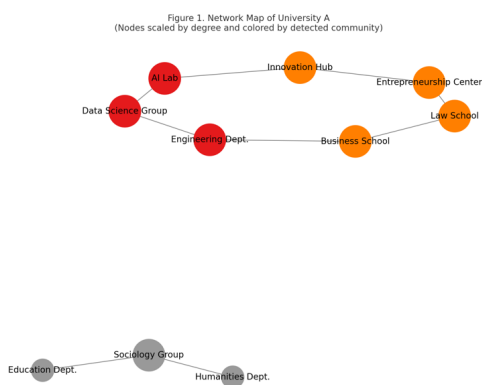 Figure 1. Network Map of University A
(Nodes scaled by degree and colored by detected community)
Innovation Hub
AI Lab
Entrepreneurship Center
Data Science Group
Law School
Engineering Dept.
Business School
Sociology Group
Education Dept.
Humanities Dept.